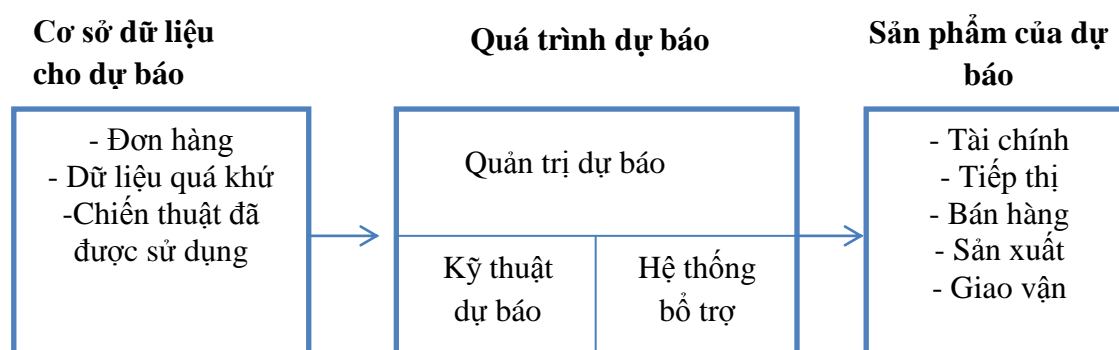 Cơ sở dữ liệu
cho dự báo
Quá trình dự báo
Sản phẩm của dự
báo
- Đơn hàng
- Dữ liệu quá khứ
-Chiến thuật đã
được sử dụng
Quản trị dự báo
Kỹ thuật
dự báo
Hệ thống
bổ trợ
- Tài chính
- Tiếp thị
- Bán hàng
- Sản xuất
- Giao vận